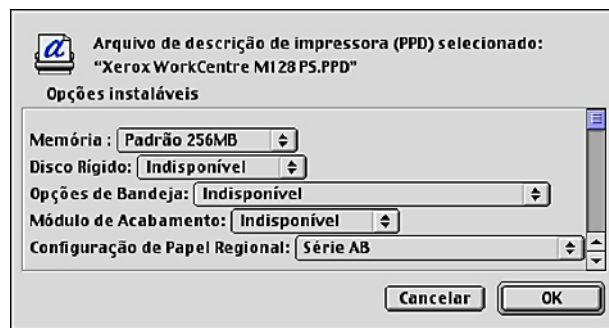 Arquivo de descrição de impressora (PPD) selecionado:
"Xerox WorkCentre M128 PS.PPD"
Opções instaláveis
Memória : Padrão 256MB
Disco Rígido: Indisponível
Opções de Bandeja: Indisponível
Módulo de Acabamento: Indisponível
Configuração de Papel Regional: Série AB
Cancelar OK